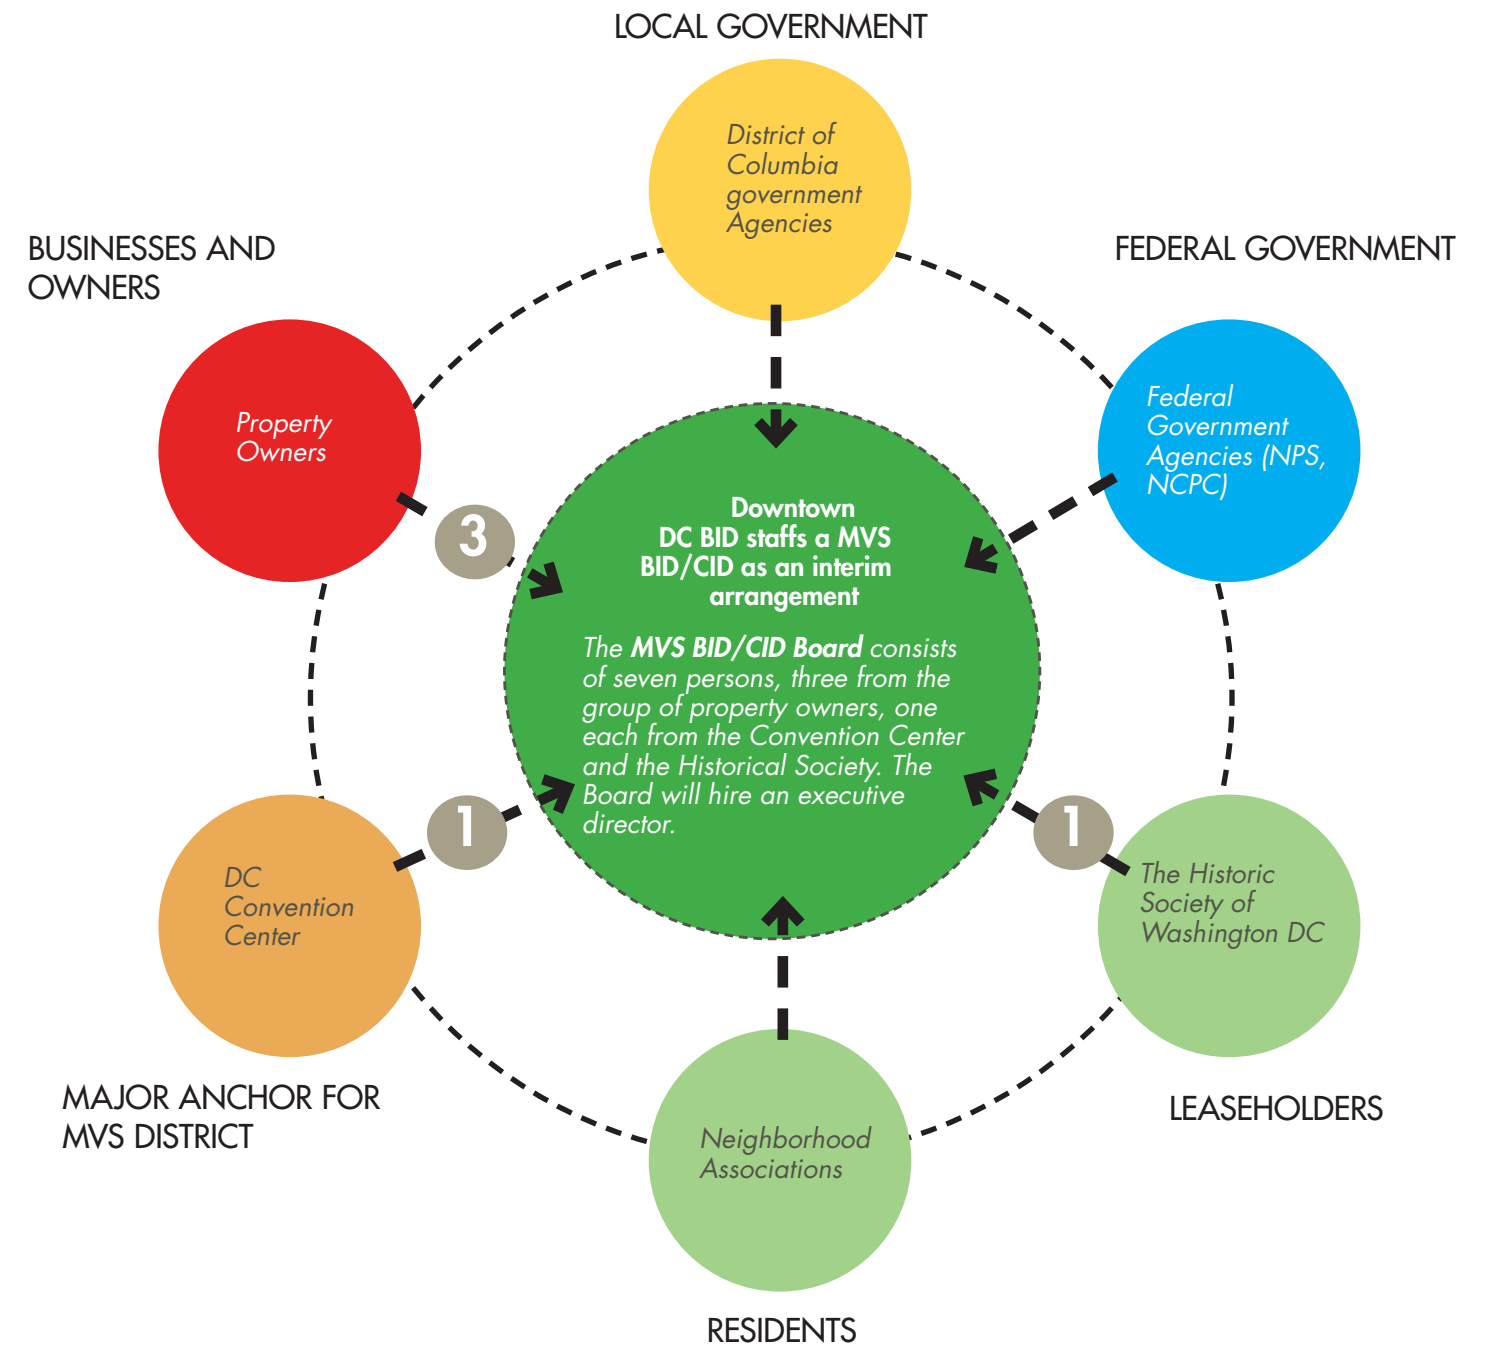 LOCAL GOVERNMENT
District of
Columbia
government
Agencies
BUSINESSES AND
OWNERS
FEDERAL GOVERNMENT
Property
Owners
Federal
Government
Agencies (NPS,
NCPC)
3
Downtown
DC BID staffs a MVS
BID/CID as an interim
arrangement
The MVS BID/CID Board consists
of seven persons, three from the
group of property owners, one
each from the Convention Center
and the Historical Society. The
Board will hire an executive
director.
1
1
DC
Convention
Center
The Historic
Society of
Washington DC
MAJOR ANCHOR FOR
MVS DISTRICT
LEASEHOLDERS
Neighborhood
Associations
RESIDENTS